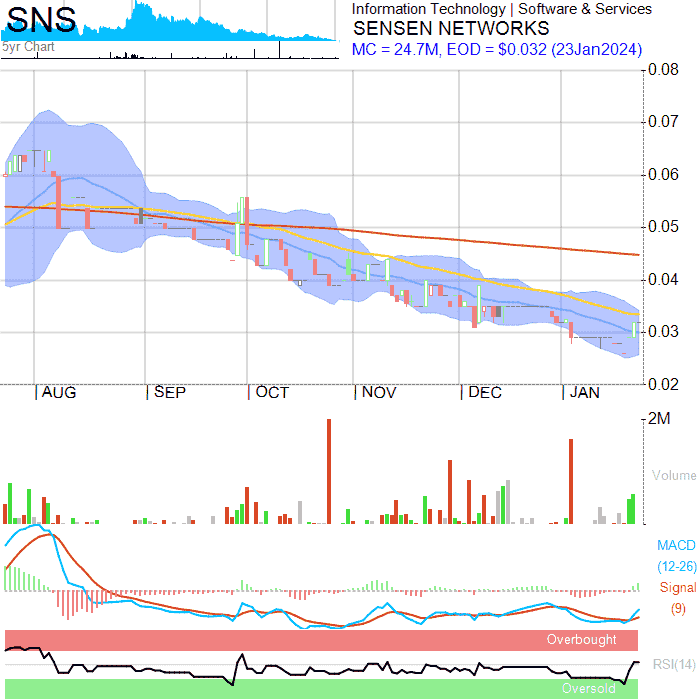 SNS
5yr Chart
Information Technology | Software & Services
SENSEN NETWORKS
MC = 24.7M, EOD = $0.032 (23Jan2024)
0.08
0.07
0.06
0.05
0.04
0.03
0.02
AUG SEP OCT NOV DEC JAN
2M
Volume
MACD
(12-26)
Signal
(9)
Overbought
RSI(14)
Oversold